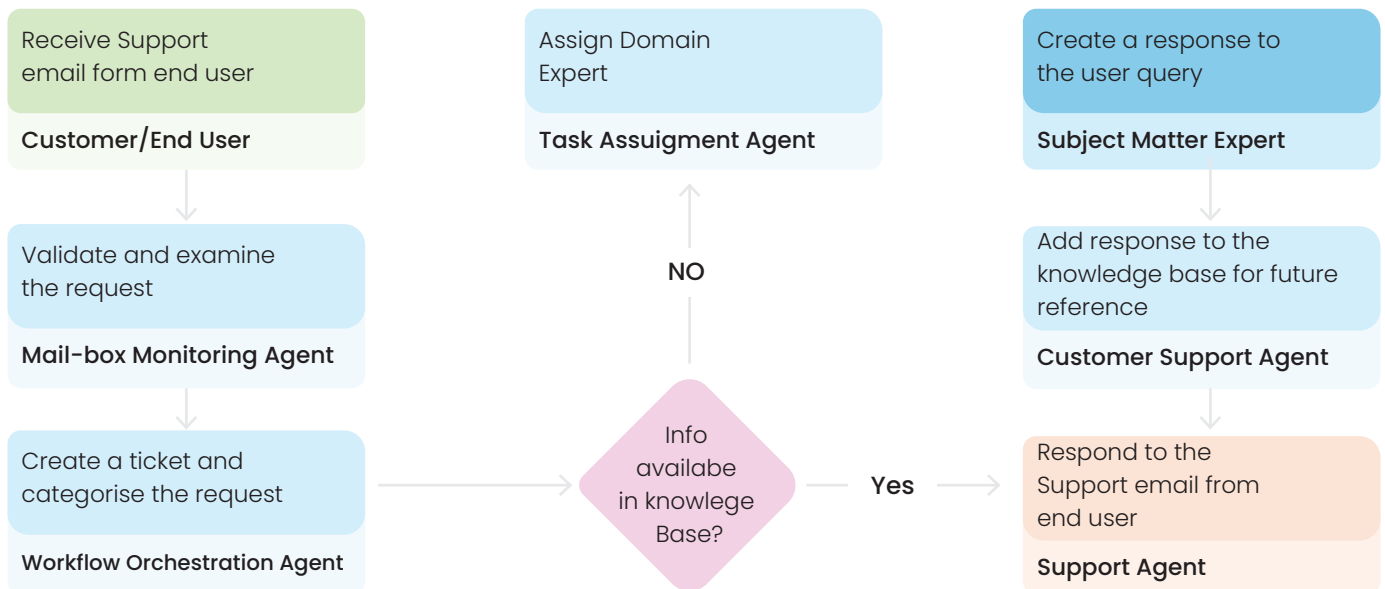 Receive Support
email form end user
Customer/End User
Validate and examine
the request
Mail-box Monitoring Agent
Create a ticket and
categorise the request
Workflow Orchestration Agent
Assign Domain
Expert
Task Assuigment Agent
NO
Info
availabe
in knowlege
Base?
Yes
Create a response to
the user query
Subject Matter Expert
Add response to the
knowledge base for future
reference
Customer Support Agent
Respond to the
Support email from
end user
Support Agent